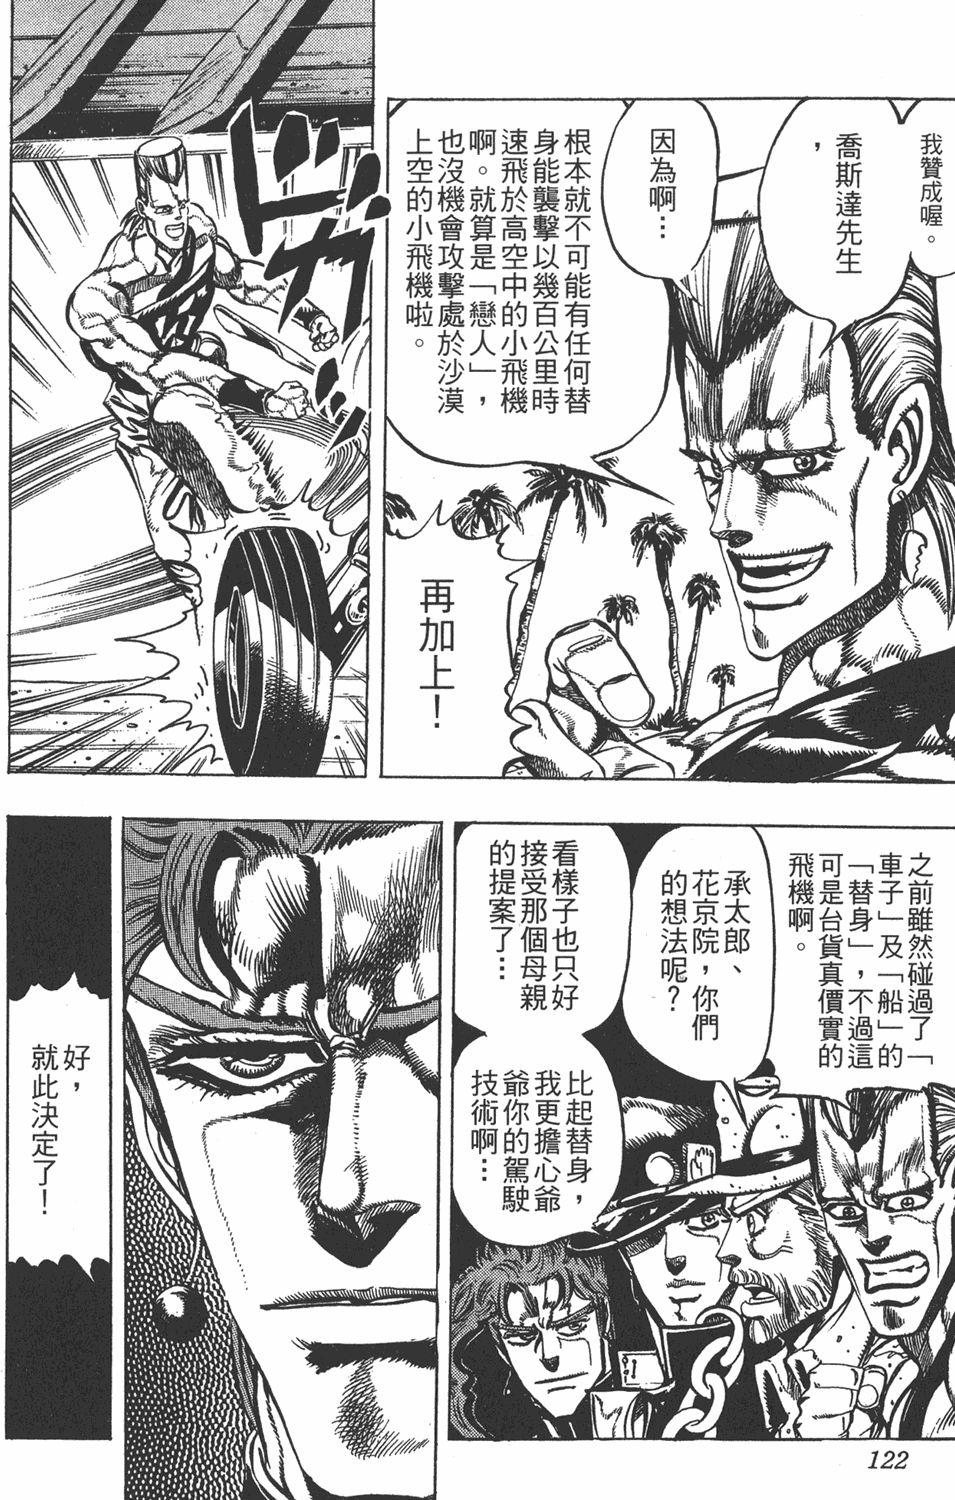 我贊成喔。
喬斯達先生
，
因為啊…
根本就不可能有任何替
身能襲擊以幾百公里時
速飛於高空中的小飛機
啊。就算是「戀人」，
也沒機會攻擊處於沙漠
上空的小飛機啦。
再加上！
ドドド
之前雖然碰過了「
車子」及「船」的
「替身」，不過這
可是台貨真價實的
飛機啊。
承太郎、
花京院，你們
的想法呢？
看樣子也只好
接受那個母親
的提案了…
比起替身，
我更擔心爺
爺你的駕駛
技術啊…
好，
就此決定了！
122